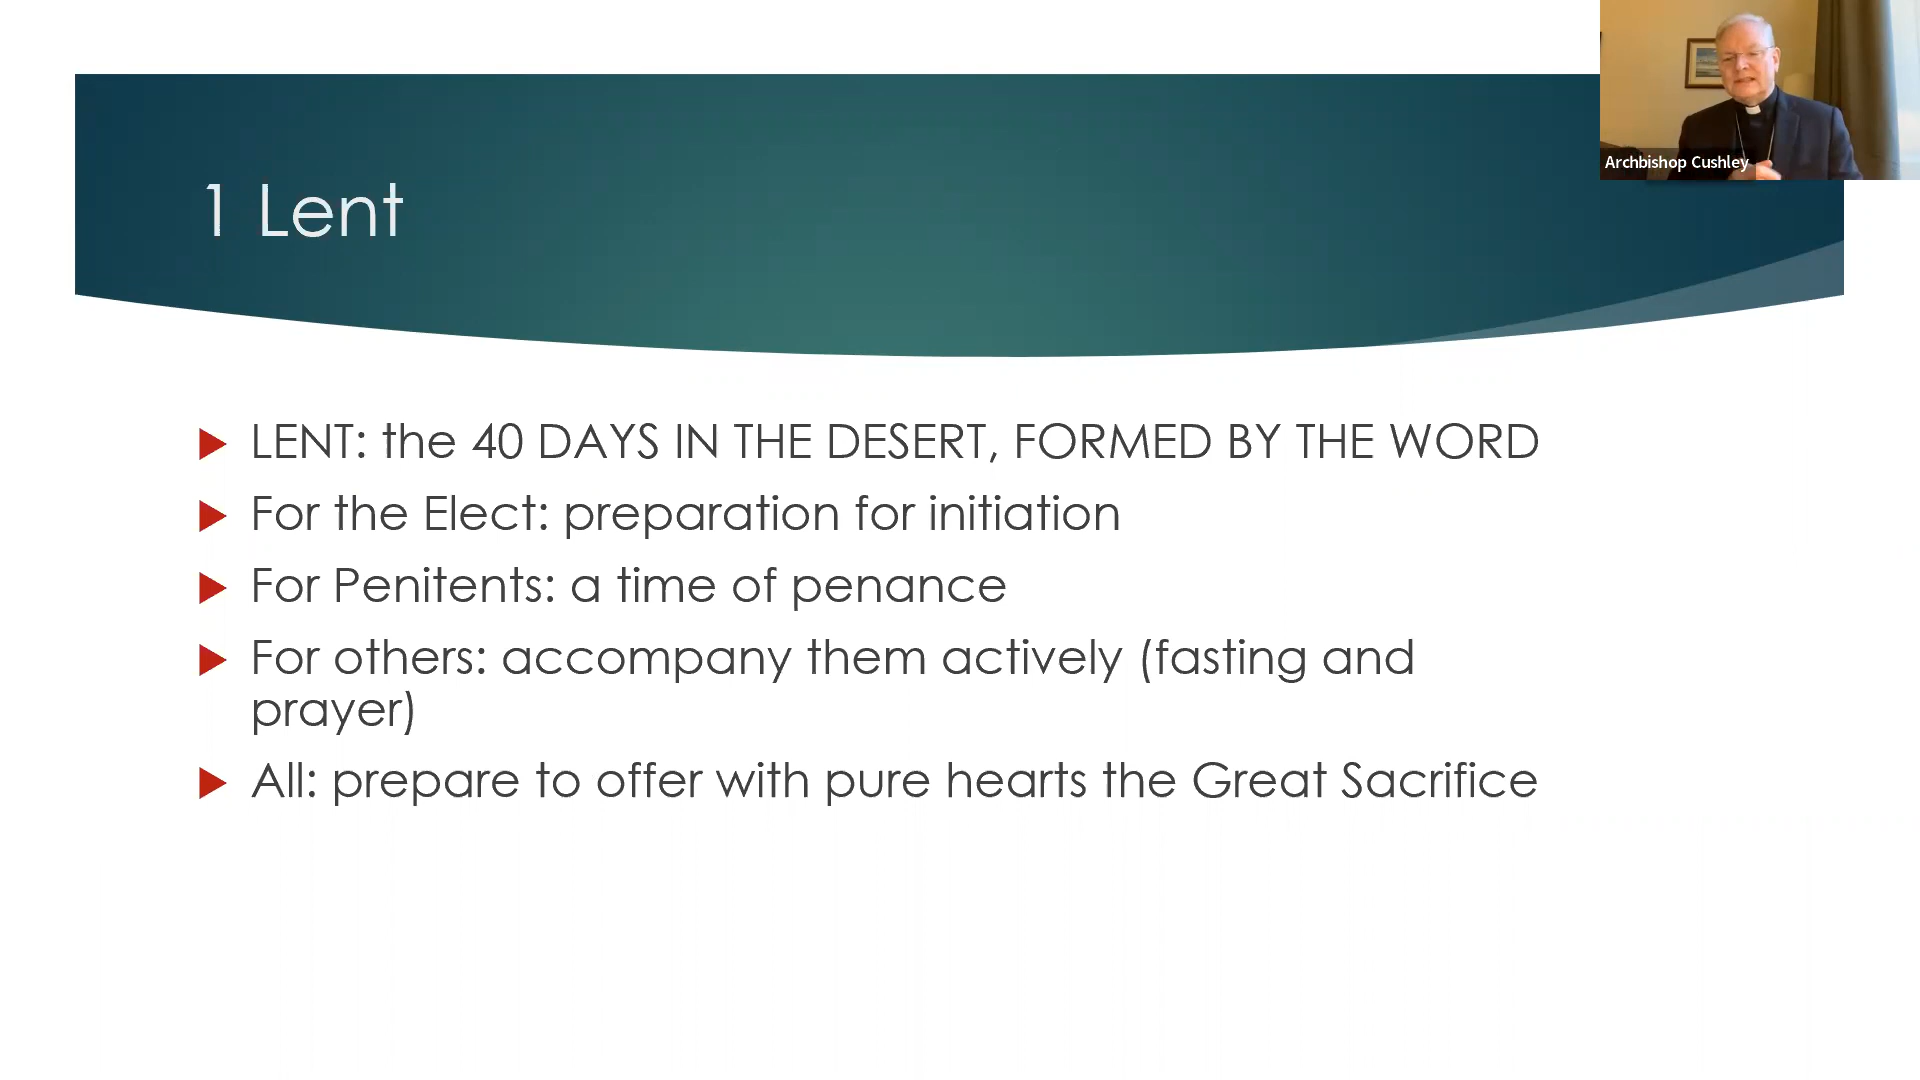 Archbishop Cushley
1 Lent
LENT: the 40 DAYS IN THE DESERT, FORMED BY THE WORD
For the Elect: preparation for initiation
For Penitents: a time of penance
For others: accompany them actively (fasting and
prayer)
All: prepare to offer with pure hearts the Great Sacrifice